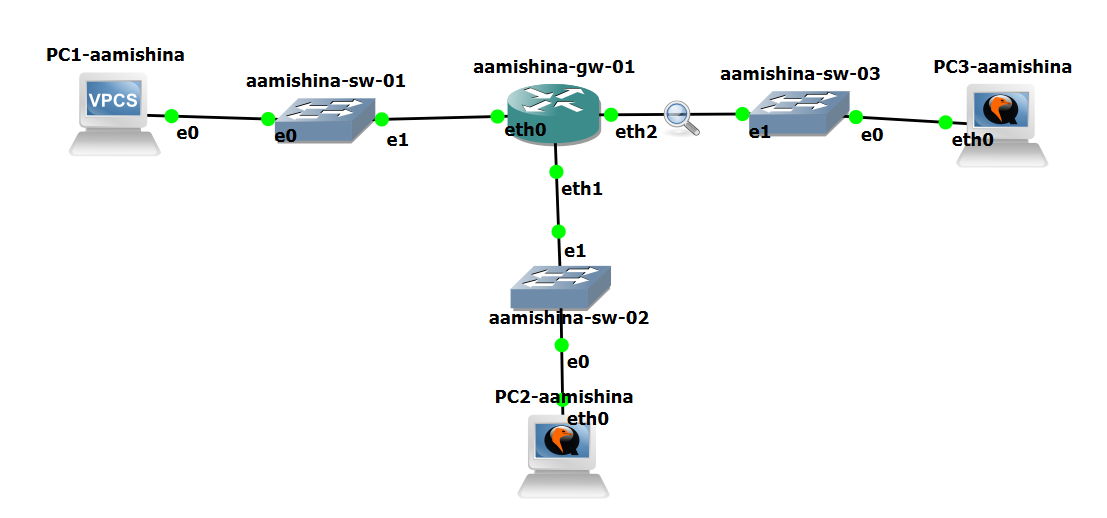 PC1-aamishina
VPCS
e0
aamishina-sw-01
e0
e1
aamishina-gw-01
eth0
eth2
eth1
aamishina-sw-03
e1
e0
PC3-aamishina
eth0
e1
aamishina-sw-02
e0
PC2-aamishina
eth0